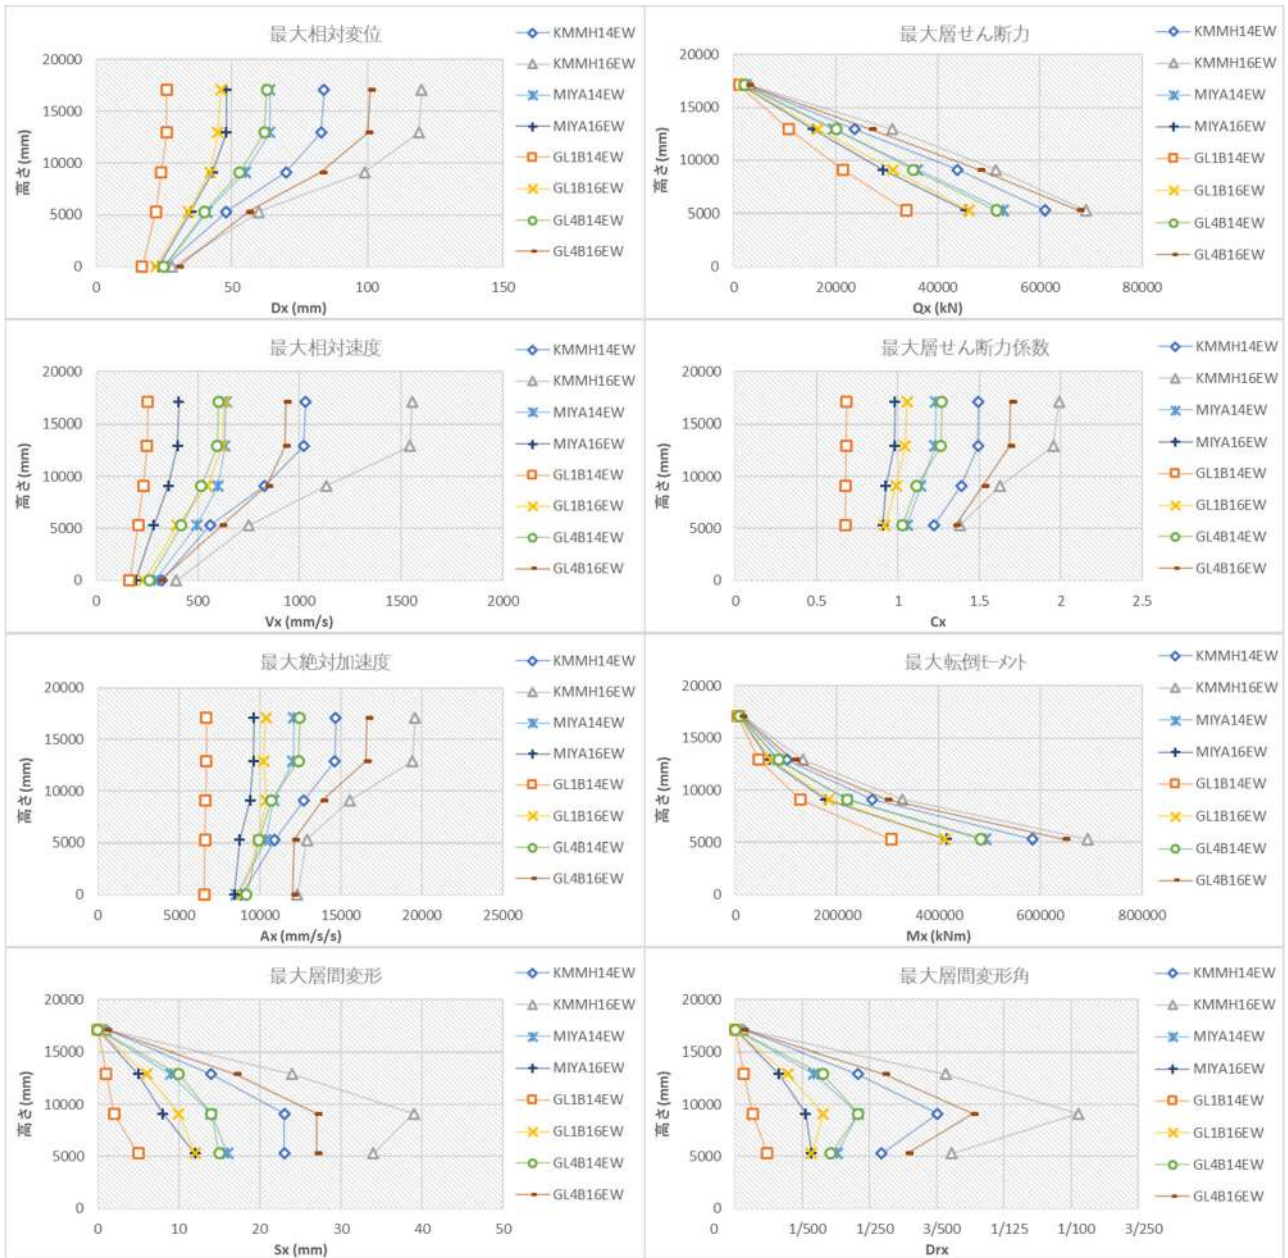 最大相対変位
高さ(mm)
20000
15000
10000
5000
0
0 50 100 150
Dx (mm)
KMMH14EW
KMMH16EW
MIYA14EW
MIYA16EW
GL1B14EW
GL1B16EW
GL4B14EW
GL4B16EW
最大層せん断力
高さ(mm)
20000
15000
10000
5000
0
0 20000 40000 60000 80000
Qx (kN)
KMMH14EW
KMMH16EW
MIYA14EW
MIYA16EW
GL1B14EW
GL1B16EW
GL4B14EW
GL4B16EW
最大相対速度
高さ(mm)
20000
15000
10000
5000
0
0 500 1000 1500 2000
Vx (mm/s)
KMMH14EW
KMMH16EW
MIYA14EW
MIYA16EW
GL1B14EW
GL1B16EW
GL4B14EW
GL4B16EW
最大層せん断力係数
高さ(mm)
20000
15000
10000
5000
0
0 0.5 1 1.5 2 2.5
Cx
KMMH14EW
KMMH16EW
MIYA14EW
MIYA16EW
GL1B14EW
GL1B16EW
GL4B14EW
GL4B16EW
最大絶対加速度
高さ(mm)
20000
15000
10000
5000
0
0 5000 10000 15000 20000 25000
Ax (mm/s/s)
KMMH14EW
KMMH16EW
MIYA14EW
MIYA16EW
GL1B14EW
GL1B16EW
GL4B14EW
GL4B16EW
最大転倒ﾓｰﾒﾝﾄ
高さ(mm)
20000
15000
10000
5000
0
0 200000 400000 600000 800000
Mx (kNm)
KMMH14EW
KMMH16EW
MIYA14EW
MIYA16EW
GL1B14EW
GL1B16EW
GL4B14EW
GL4B16EW
最大層間変形
高さ(mm)
20000
15000
10000
5000
0
0 10 20 30 40 50
Sx (mm)
KMMH14EW
KMMH16EW
MIYA14EW
MIYA16EW
GL1B14EW
GL1B16EW
GL4B14EW
GL4B16EW
最大層間変形角
高さ(mm)
20000
15000
10000
5000
0
0 1/500 1/250 3/500 1/125 1/100 3/250
Drx
KMMH14EW
KMMH16EW
MIYA14EW
MIYA16EW
GL1B14EW
GL1B16EW
GL4B14EW
GL4B16EW